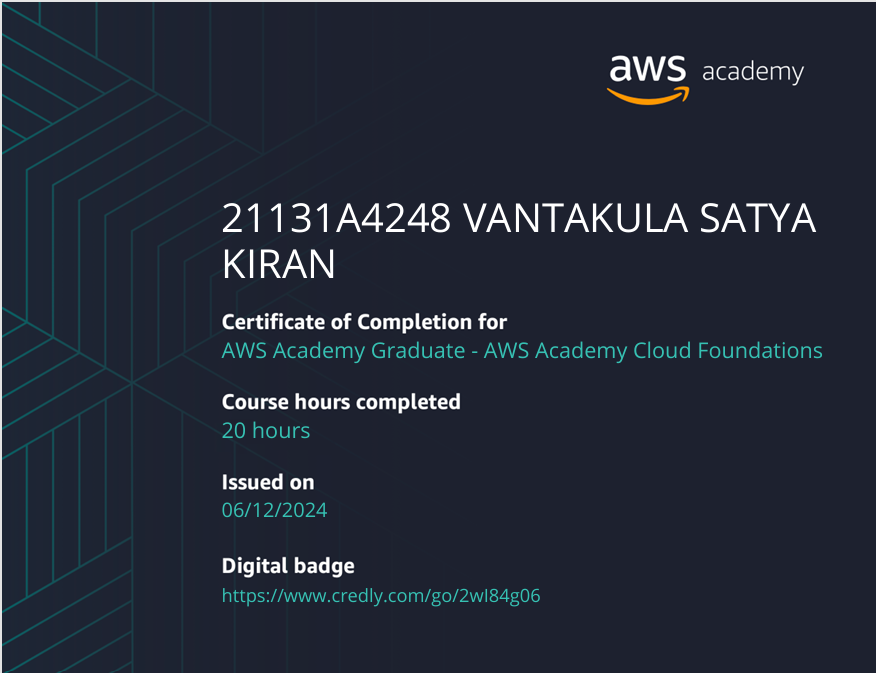 aws academy
21131A4248 VANTAKULA SATYA
KIRAN
Certificate of Completion for
AWS Academy Graduate - AWS Academy Cloud Foundations
Course hours completed
20 hours
Issued on
06/12/2024
Digital badge
https://www.credly.com/go/2wI84g06